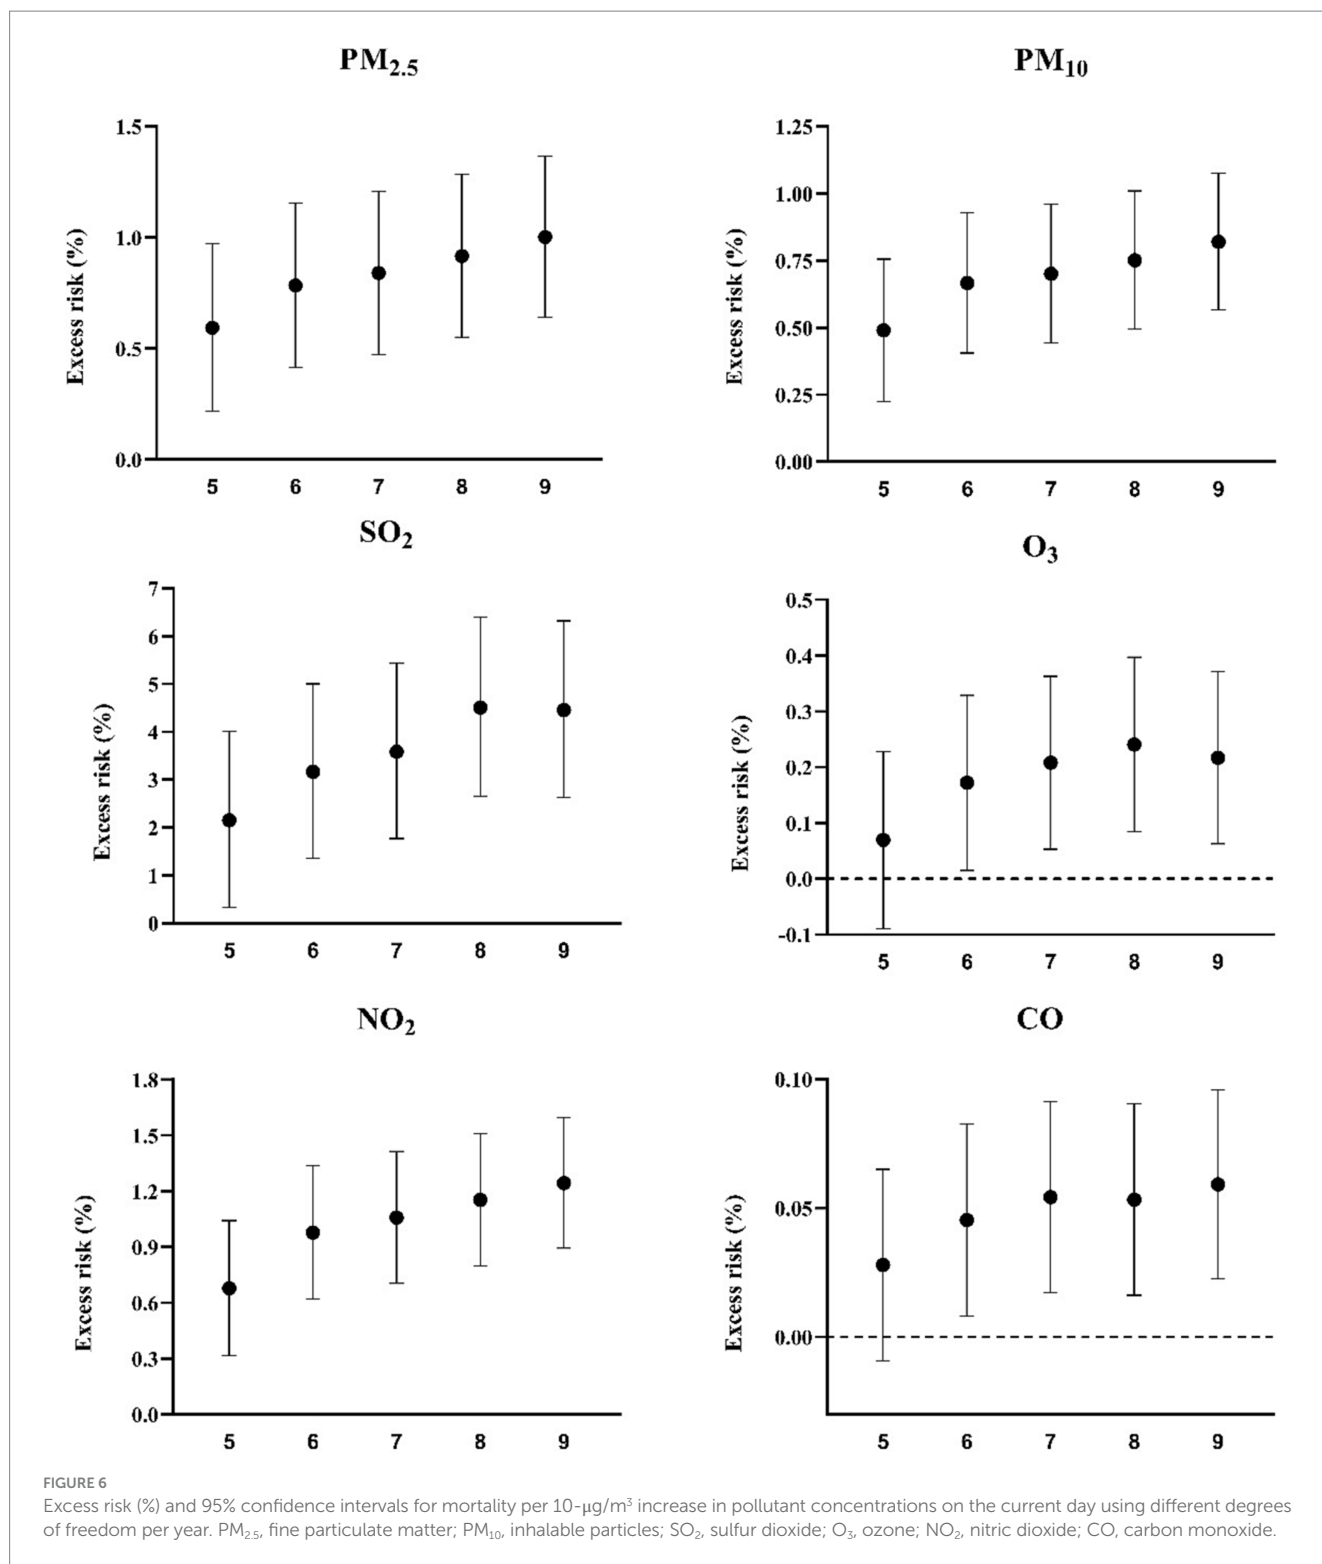 PM2.5
1.5
1.0
0.5
0.0
Excess risk (%)
5 6 7 8 9
PM10
1.25
1.00
0.75
0.50
0.25
0.00
Excess risk (%)
5 6 7 8 9
SO2
7
6
5
4
3
2
1
0
Excess risk (%)
5 6 7 8 9
O3
0.5
0.4
0.3
0.2
0.1
0.0
-0.1
Excess risk (%)
5 6 7 8 9
NO2
1.8
1.5
1.2
0.9
0.6
0.3
0.0
Excess risk (%)
5 6 7 8 9
CO
0.10
0.05
0.00
Excess risk (%)
5 6 7 8 9
FIGURE 6
Excess risk (%) and 95% confidence intervals for mortality per 10-μg/m³ increase in pollutant concentrations on the current day using different degrees
of freedom per year. PM2.5, fine particulate matter; PM10, inhalable particles; SO2, sulfur dioxide; O3, ozone; NO2, nitric dioxide; CO, carbon monoxide.